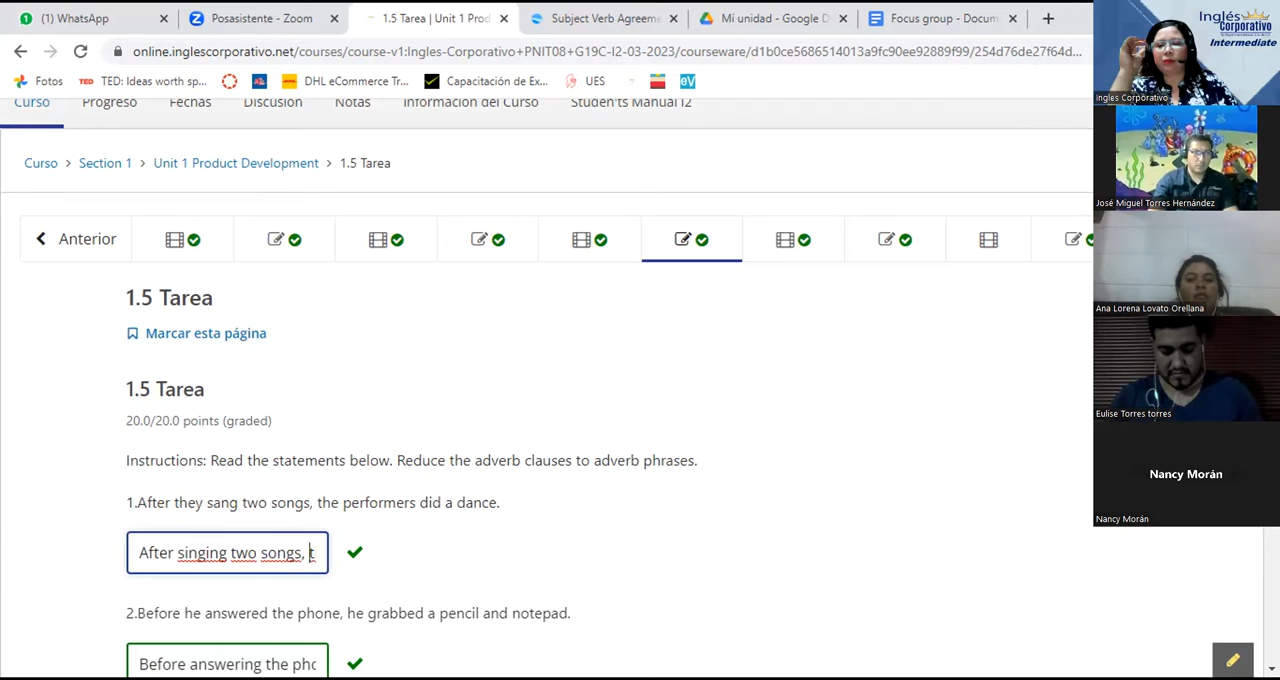 (1) WhatsApp
Posasistente - Zoom
1.5 Tarea | Unit 1 Prod
Subject Verb Agreeme
Mi unidad - Google D
Focus group - Docum
online.inglescorporativo.net/courses/course-v1:Ingles-Corporativo+PNIT08+G19C-I2-03-2023/courseware/d1b0ce5686514013a9fc90ee92889f99/254d76de27f64d...
Fotos
TED: Ideas worth sp...
DHL eCommerce Tr...
Capacitación de Ex...
UES
Curso
Progreso
Fechas
Discusión
Notas
Información del Curso
Studen'ts Manual I2
Curso > Section 1 > Unit 1 Product Development > 1.5 Tarea
Anterior
1.5 Tarea
Marcar esta página
1.5 Tarea
20.0/20.0 points (graded)
Instructions: Read the statements below. Reduce the adverb clauses to adverb phrases.
1.After they sang two songs, the performers did a dance.
After singing two songs, t
2.Before he answered the phone, he grabbed a pencil and notepad.
Before answering the pho
Inglés
Corporativo
Intermediate
Ingles Corporativo
José Miguel Torres Hernández
Ana Lorena Lovato Orellana
Eulise Torres torres
Nancy Morán
Nancy Morán